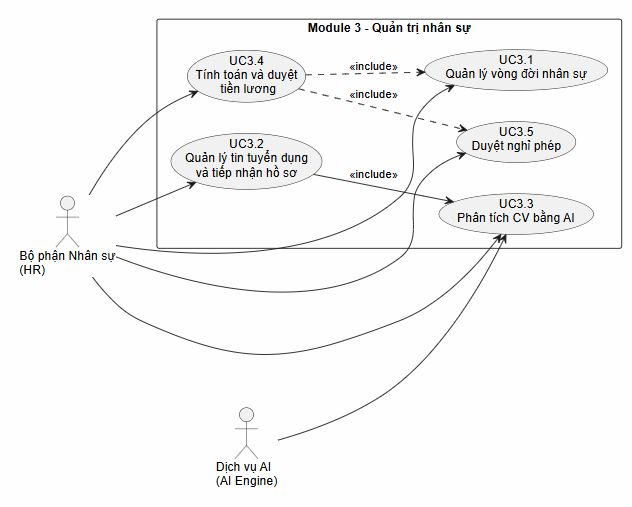 Module 3 - Quản trị nhân sự
UC3.4
Tính toán và duyệt
tiền lương
«include»
«include»
UC3.1
Quản lý vòng đời nhân sự
UC3.5
Duyệt nghỉ phép
UC3.2
Quản lý tin tuyển dụng
và tiếp nhận hồ sơ
«include»
UC3.3
Phân tích CV bằng AI
Bộ phận Nhân sự
(HR)
Dịch vụ AI
(AI Engine)